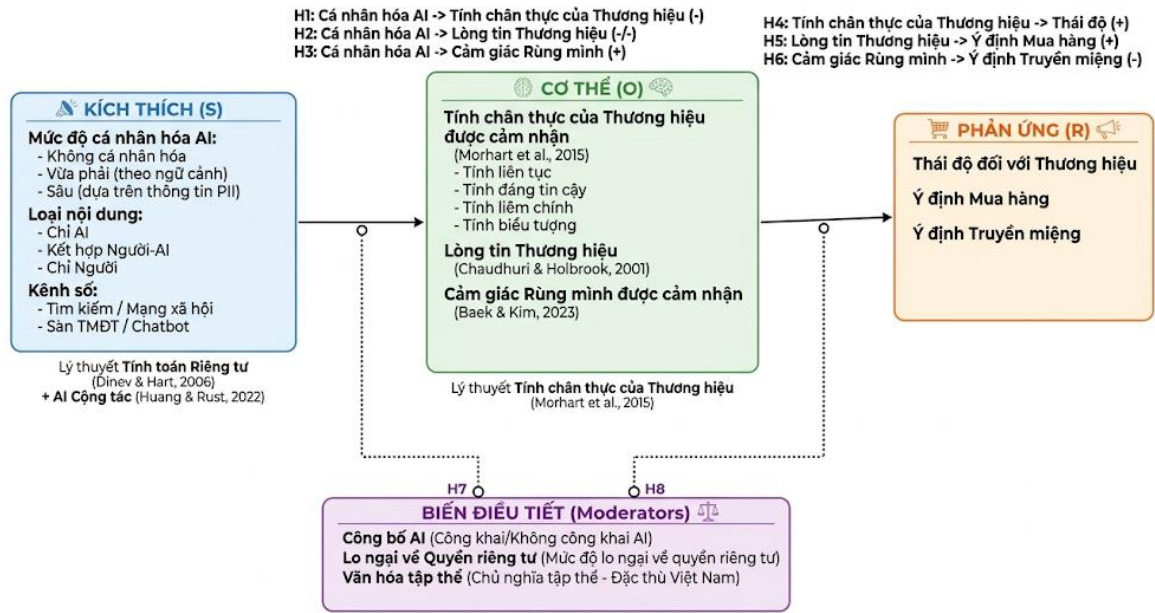 H1: Cá nhân hóa AI -> Tính chân thực của Thương hiệu (-)
H2: Cá nhân hóa AI -> Lòng tin Thương hiệu (-/-)
H3: Cá nhân hóa AI -> Cảm giác Rùng mình (+)
H4: Tính chân thực của Thương hiệu -> Thái độ (+)
H5: Lòng tin Thương hiệu -> Ý định Mua hàng (+)
H6: Cảm giác Rùng mình -> Ý định Truyền miệng (-)
KÍCH THÍCH (S)
Mức độ cá nhân hóa AI:
- Không cá nhân hóa
- Vừa phải (theo ngữ cảnh)
- Sâu (dựa trên thông tin PII)
Loại nội dung:
- Chỉ AI
- Kết hợp Người-AI
- Chỉ Người
Kênh số:
- Tìm kiếm / Mạng xã hội
- Sàn TMĐT / Chatbot
Lý thuyết Tính toán Riêng tư
(Dinev & Hart, 2006)
+ AI Cộng tác (Huang & Rust, 2022)
CƠ THỂ (O)
Tính chân thực của Thương hiệu
được cảm nhận
(Morhart et al., 2015)
- Tính liên tục
- Tính đáng tin cậy
- Tính liêm chính
- Tính biểu tượng
Lòng tin Thương hiệu
(Chaudhuri & Holbrook, 2001)
Cảm giác Rùng mình được cảm nhận
(Baek & Kim, 2023)
Lý thuyết Tính chân thực của Thương hiệu
(Morhart et al., 2015)
PHẢN ỨNG (R)
Thái độ đối với Thương hiệu
Ý định Mua hàng
Ý định Truyền miệng
H7
H8
BIẾN ĐIỀU TIẾT (Moderators)
Công bố AI (Công khai/Không công khai AI)
Lo ngại về Quyền riêng tư (Mức độ lo ngại về quyền riêng tư)
Văn hóa tập thể (Chủ nghĩa tập thể - Đặc thù Việt Nam)